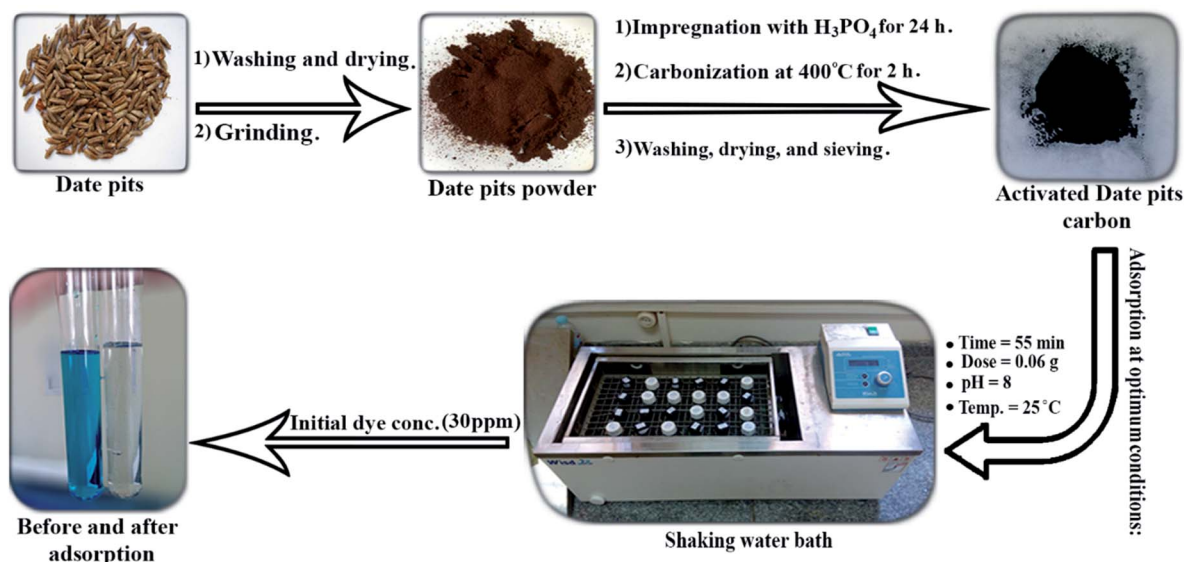 1)Washing and drying.
2) Grinding.
Date pits
Date pits powder
1)Impregnation with H₃PO₄ for 24 h.
2)Carbonization at 400°C for 2 h.
3)Washing, drying, and sieving.
Activated Date pits
carbon
Adsorption at optimum conditions:
• Time = 55 min
• Dose = 0.06 g
• pH = 8
• Temp. = 25°C
Shaking water bath
Initial dye conc. (30ppm)
Before and after
adsorption